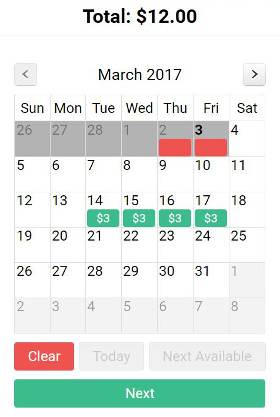 Total: $12.00
< March 2017 >
Sun Mon Tue Wed Thu Fri Sat
26 27 28 1 2 3 4
5 6 7 8 9 10 11
12 13 14 15 16 17 18
$3 $3 $3 $3
19 20 21 22 23 24 25
26 27 28 29 30 31 1
2 3 4 5 6 7 8
Clear Today Next Available
Next